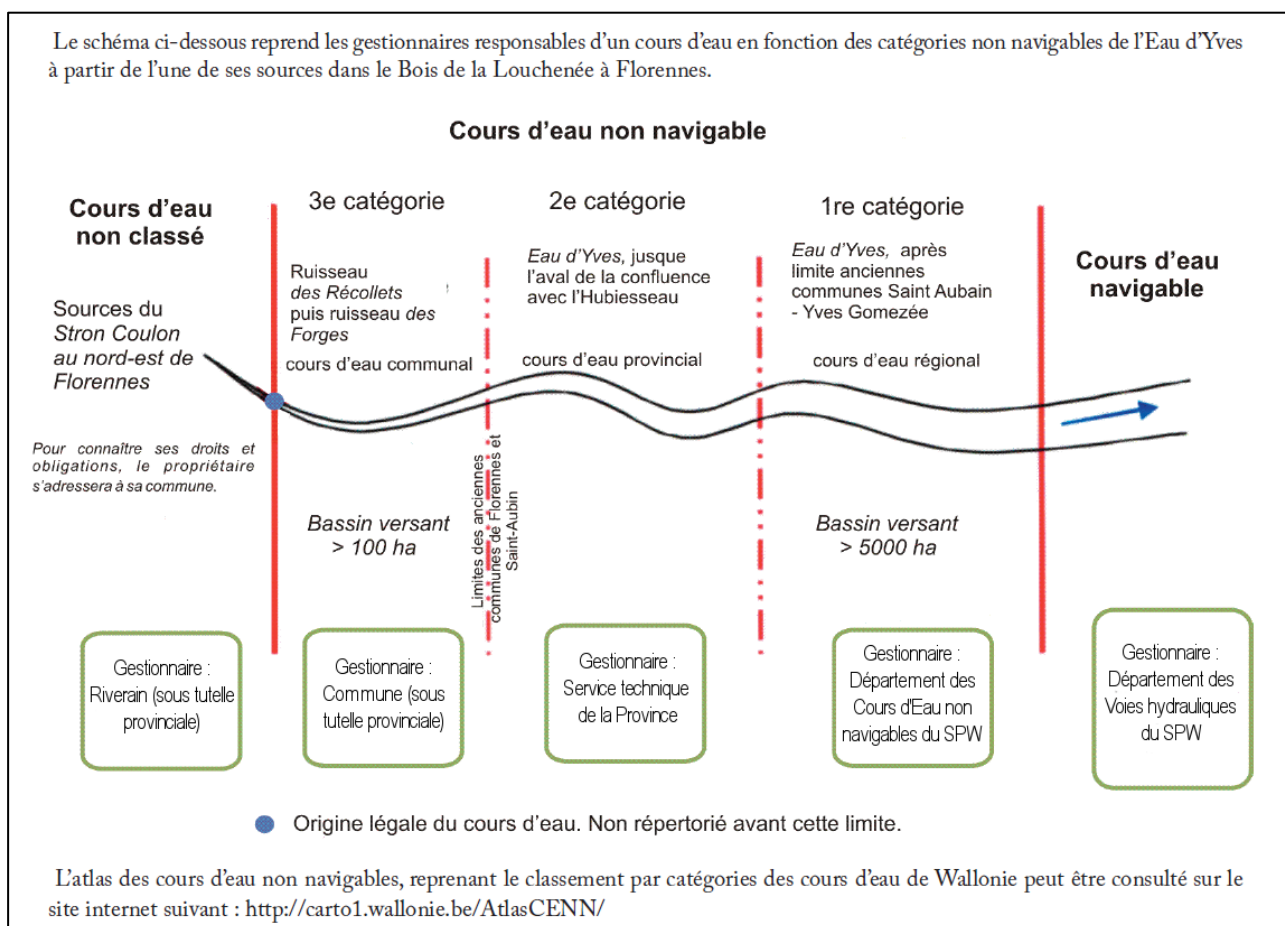 Le schéma ci-dessous reprend les gestionnaires responsables d'un cours d'eau en fonction des catégories non navigables de l'Eau d'Yves
à partir de l'une de ses sources dans le Bois de la Louchenée à Florennes.
Cours d'eau non navigable
Cours d'eau
non classé
3e catégorie
2e catégorie
1re catégorie
Cours d'eau
navigable
Sources du
Stron Coulon
au nord-est de
Florennes
Ruisseau
des Récollets
puis ruisseau des
Forges
cours d'eau communal
Eau d'Yves, jusque
l'aval de la confluence
avec l'Hubiesseau
cours d'eau provincial
Eau d'Yves, après
limite anciennes
communes Saint Aubain
- Yves Gomezée
cours d'eau régional
Pour connaître ses droits et
obligations, le propriétaire
s'adressera à sa commune.
Bassin versant
> 100 ha
Limites des anciennes
communes de Florennes et
Saint-Aubin
Bassin versant
> 5000 ha
Gestionnaire :
Riverain (sous tutelle
provinciale)
Gestionnaire :
Commune (sous
tutelle provinciale)
Gestionnaire :
Service technique
de la Province
Gestionnaire :
Département des
Cours d'Eau non
navigables du SPW
Gestionnaire :
Département des
Voies hydrauliques
du SPW
Origine légale du cours d'eau. Non répertorié avant cette limite.
L'atlas des cours d'eau non navigables, reprenant le classement par catégories des cours d'eau de Wallonie peut être consulté sur le
site internet suivant : http://carto1.wallonie.be/AtlasCENN/